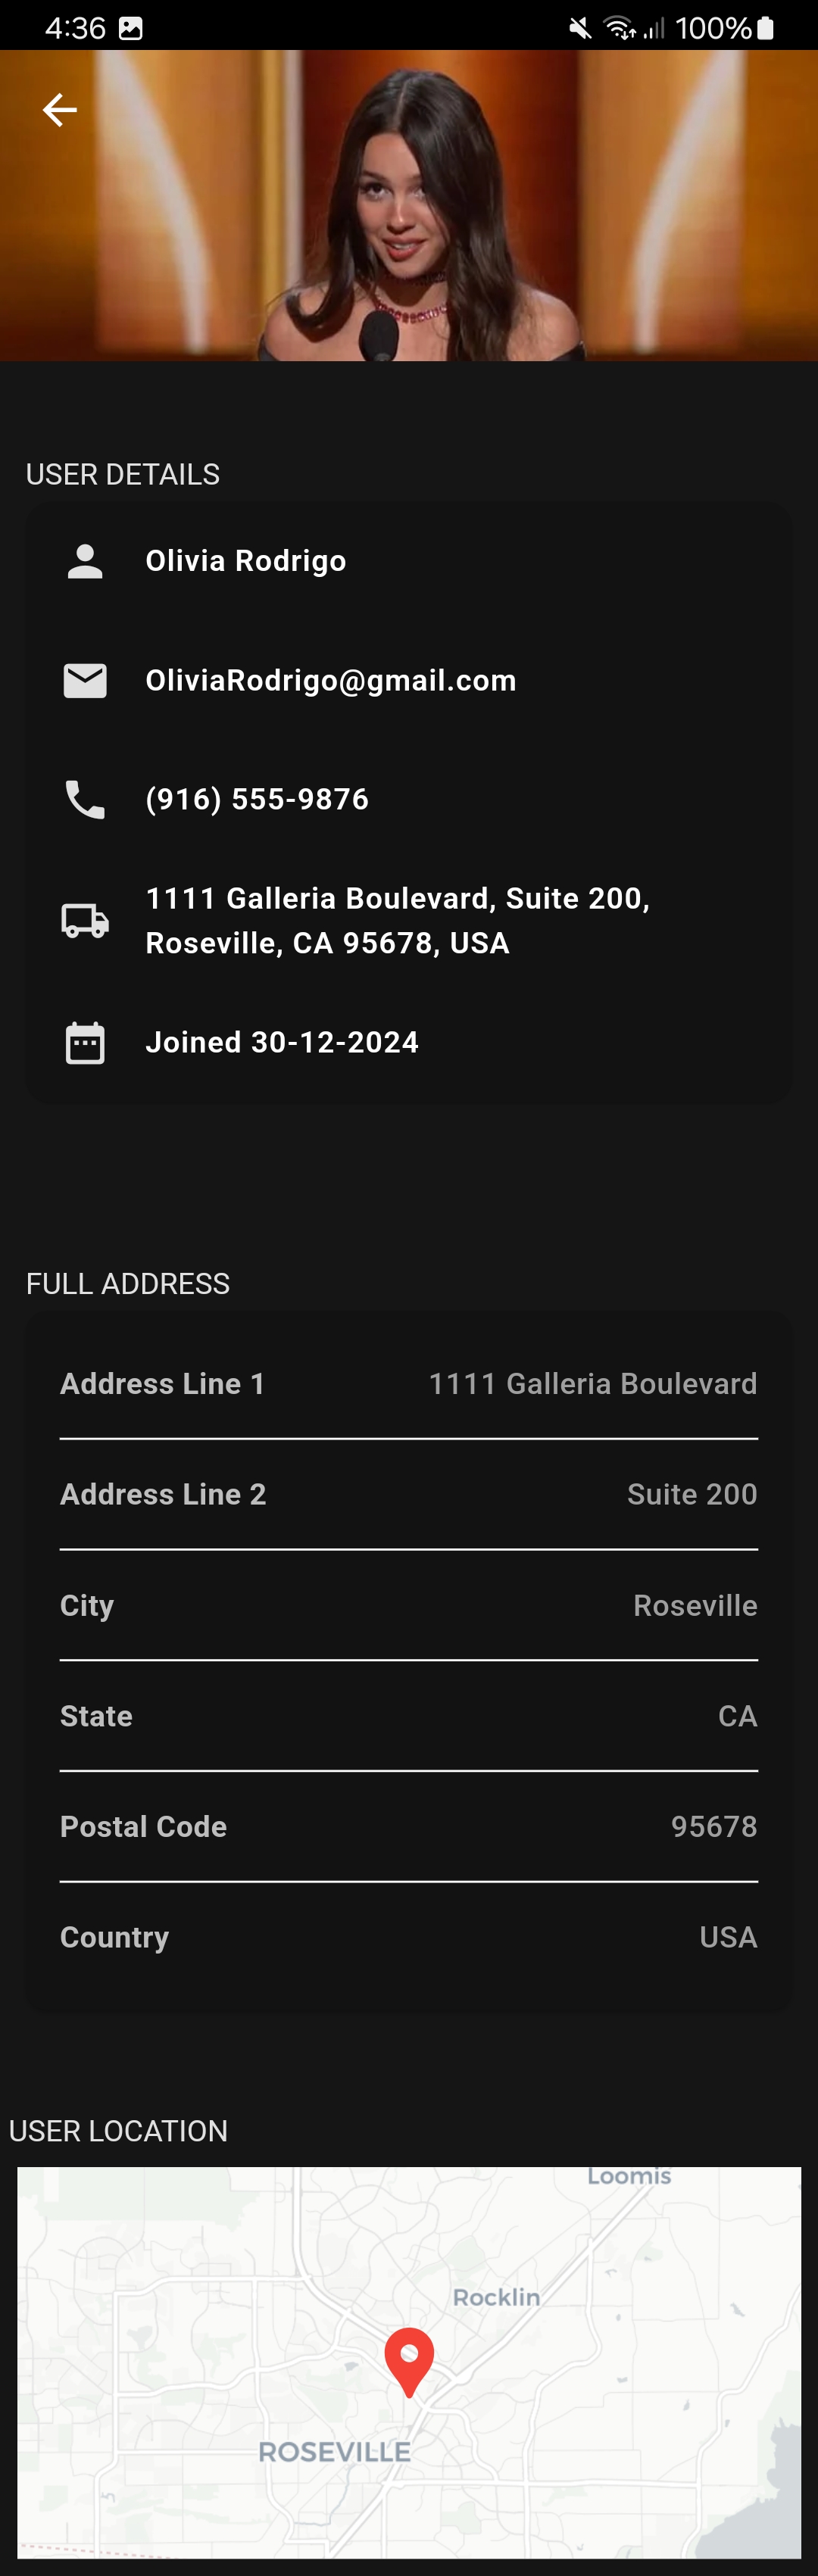 4:36
100%
USER DETAILS
Olivia Rodrigo
OliviaRodrigo@gmail.com
(916) 555-9876
1111 Galleria Boulevard, Suite 200,
Roseville, CA 95678, USA
Joined 30-12-2024
FULL ADDRESS
Address Line 1 1111 Galleria Boulevard
Address Line 2 Suite 200
City Roseville
State CA
Postal Code 95678
Country USA
USER LOCATION
Loomis
Rocklin
ROSEVILLE